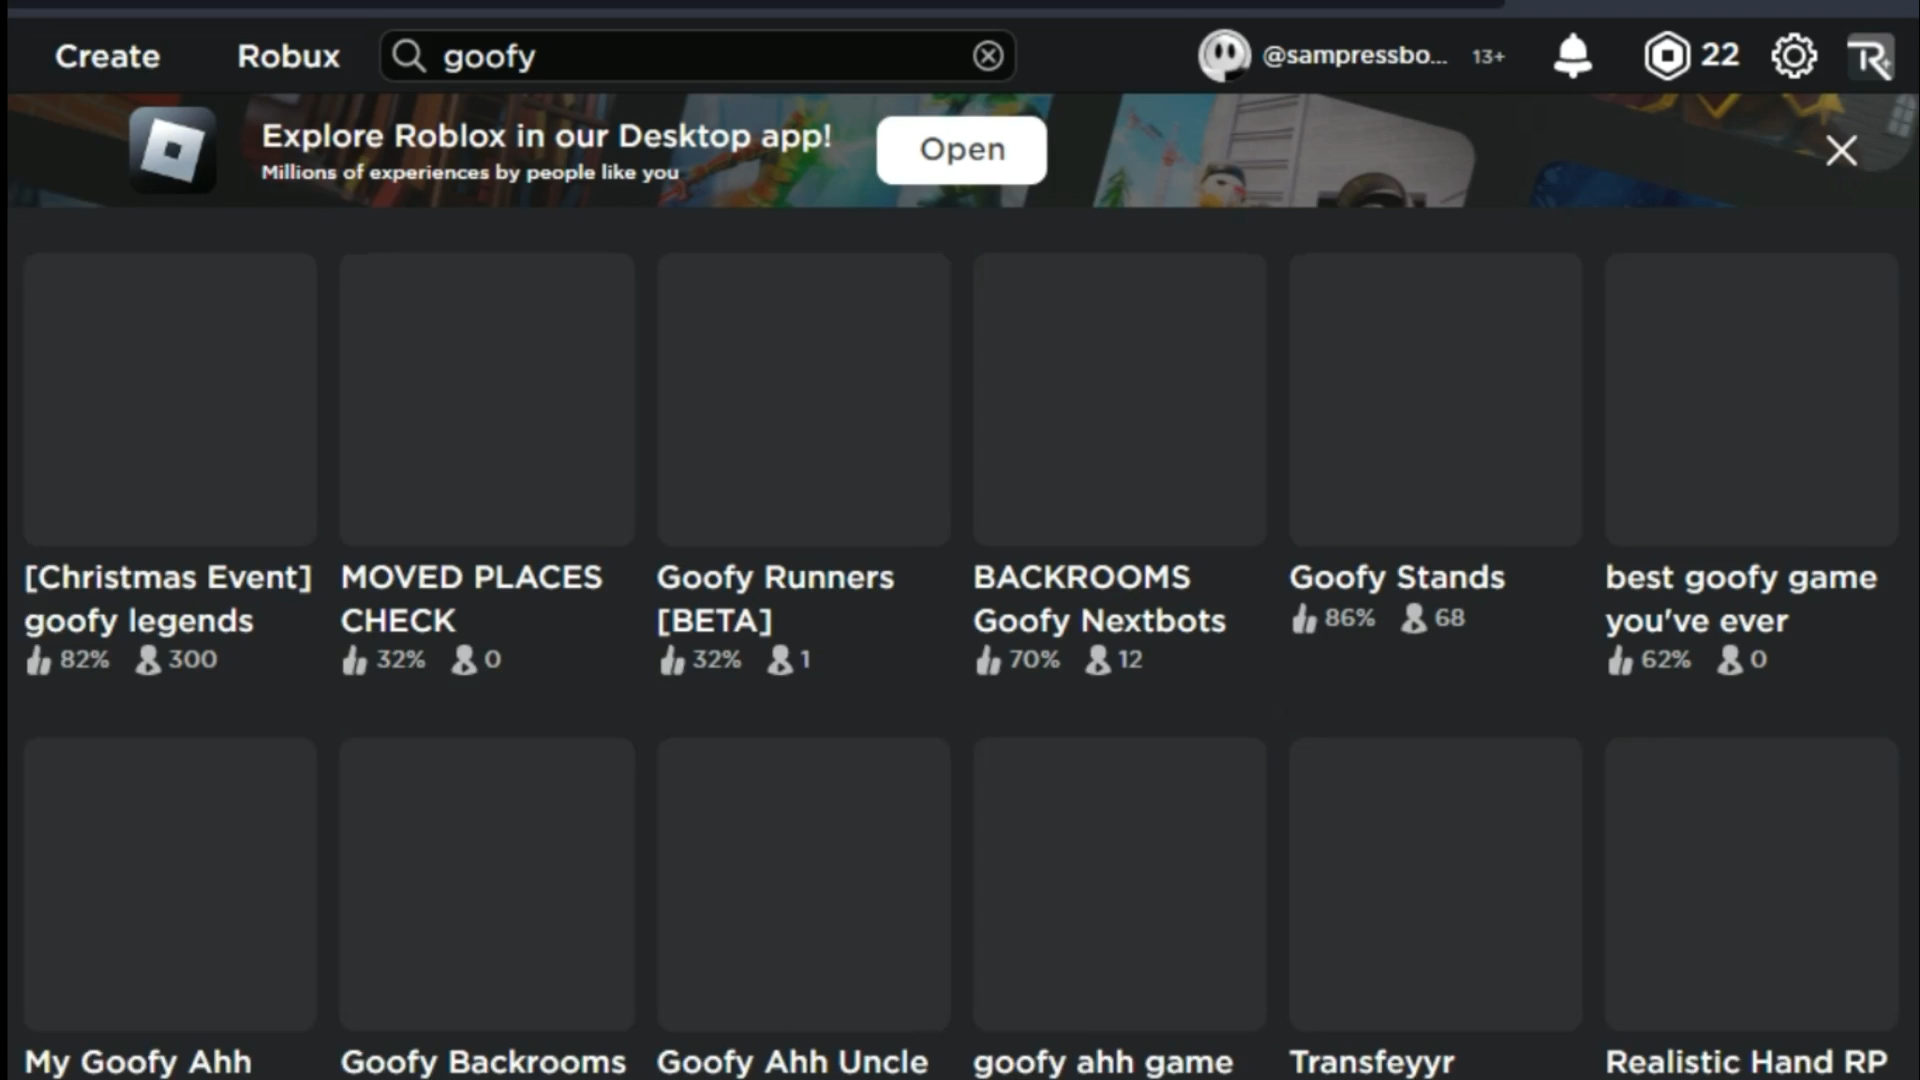 Create Robux goofy @sampressbo... 13+ 22
Explore Roblox in our Desktop app! Open
Millions of experiences by people like you
[Christmas Event] MOVED PLACES Goofy Runners BACKROOMS Goofy Stands best goofy game
goofy legends CHECK [BETA] Goofy Nextbots 86% 68 you've ever
82% 300 32% 0 32% 1 70% 12 62% 0
My Goofy Ahh Goofy Backrooms Goofy Ahh Uncle goofy ahh game Transfeyyr Realistic Hand RP